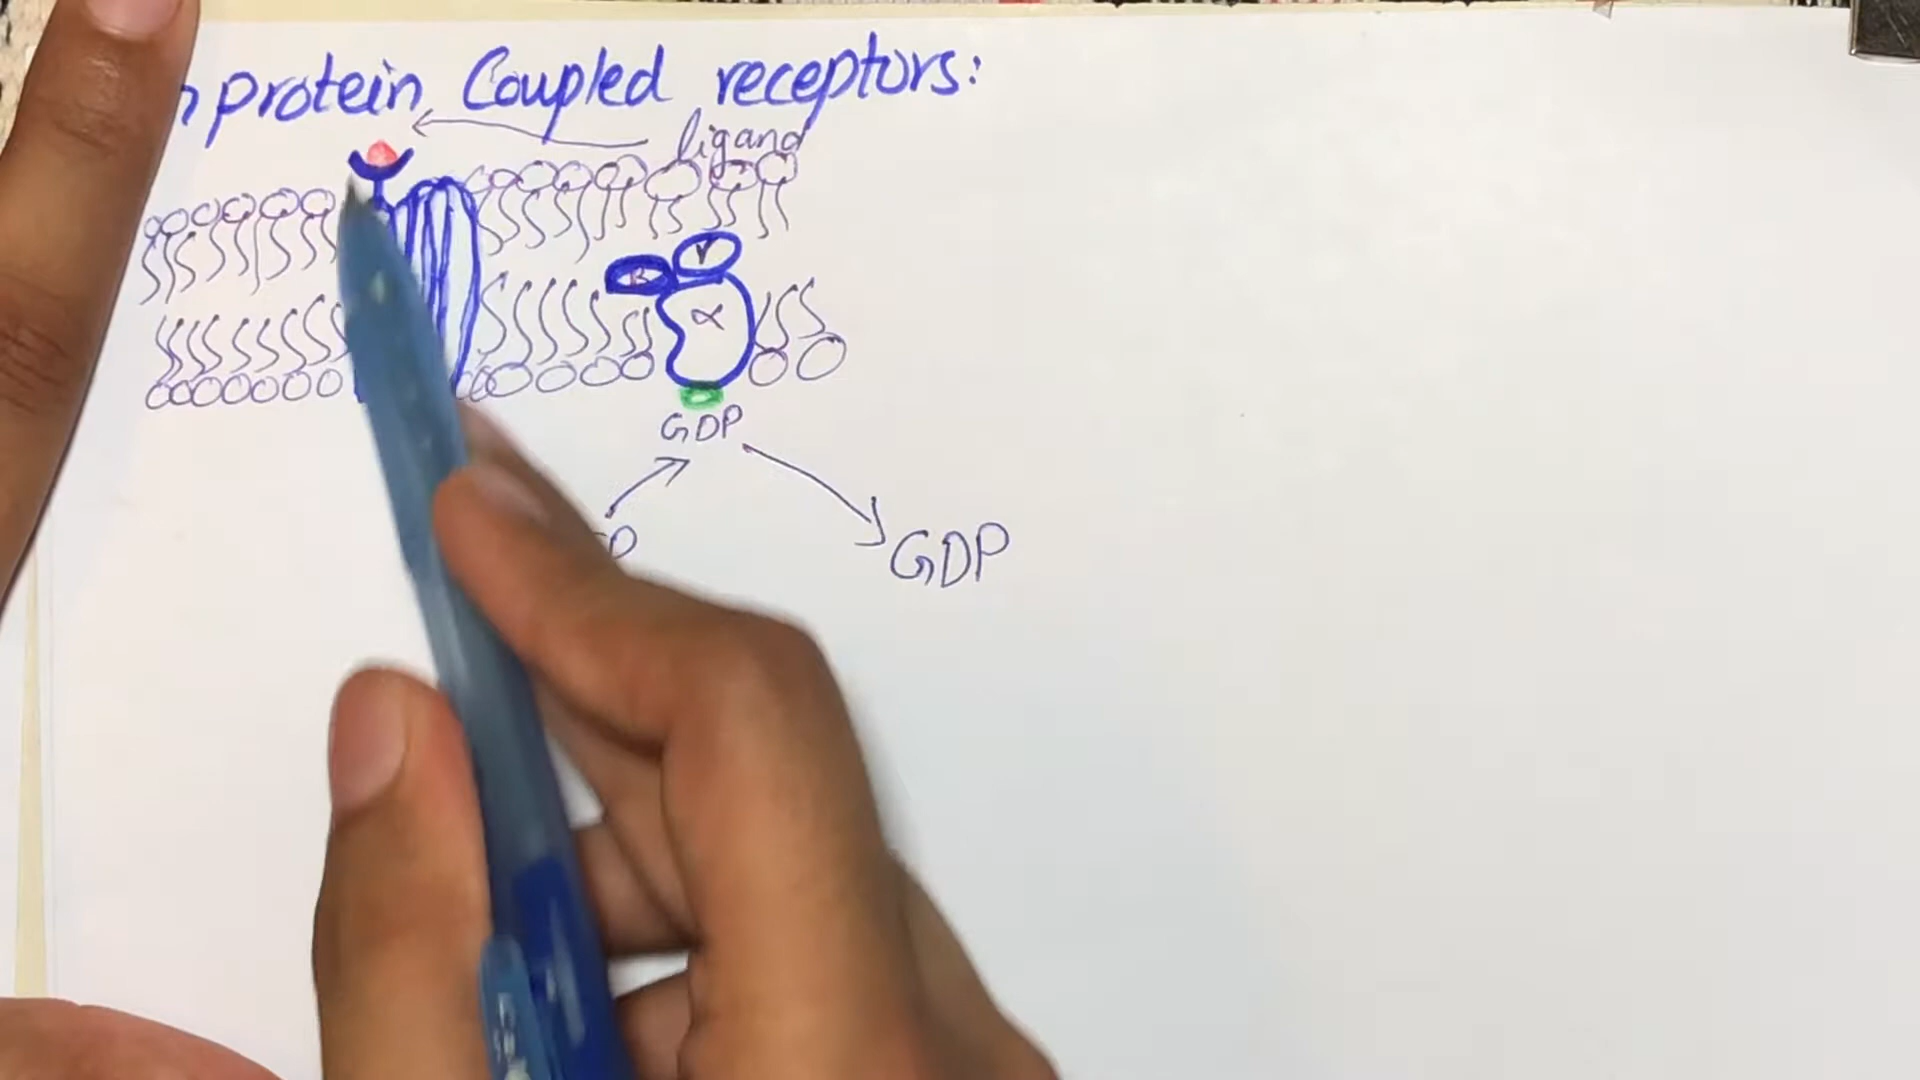 protein Coupled receptors:
ligand
B γ
α
GDP
GDP